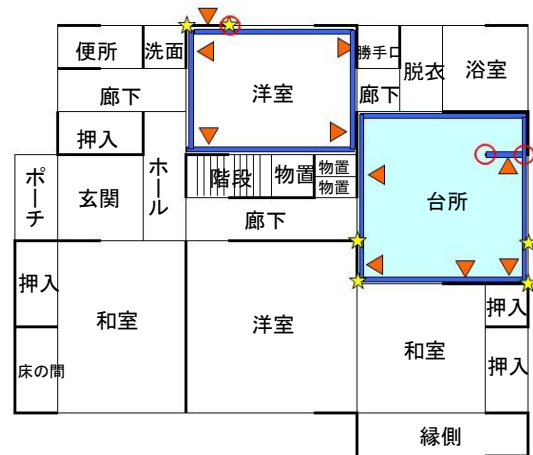 便所
洗面
洋室
勝手口
脱衣
浴室
廊下
廊下
押入
ポーチ
玄関
ホール
階段
物置
物置
物置
台所
廊下
押入
和室
洋室
和室
押入
床の間
押入
縁側